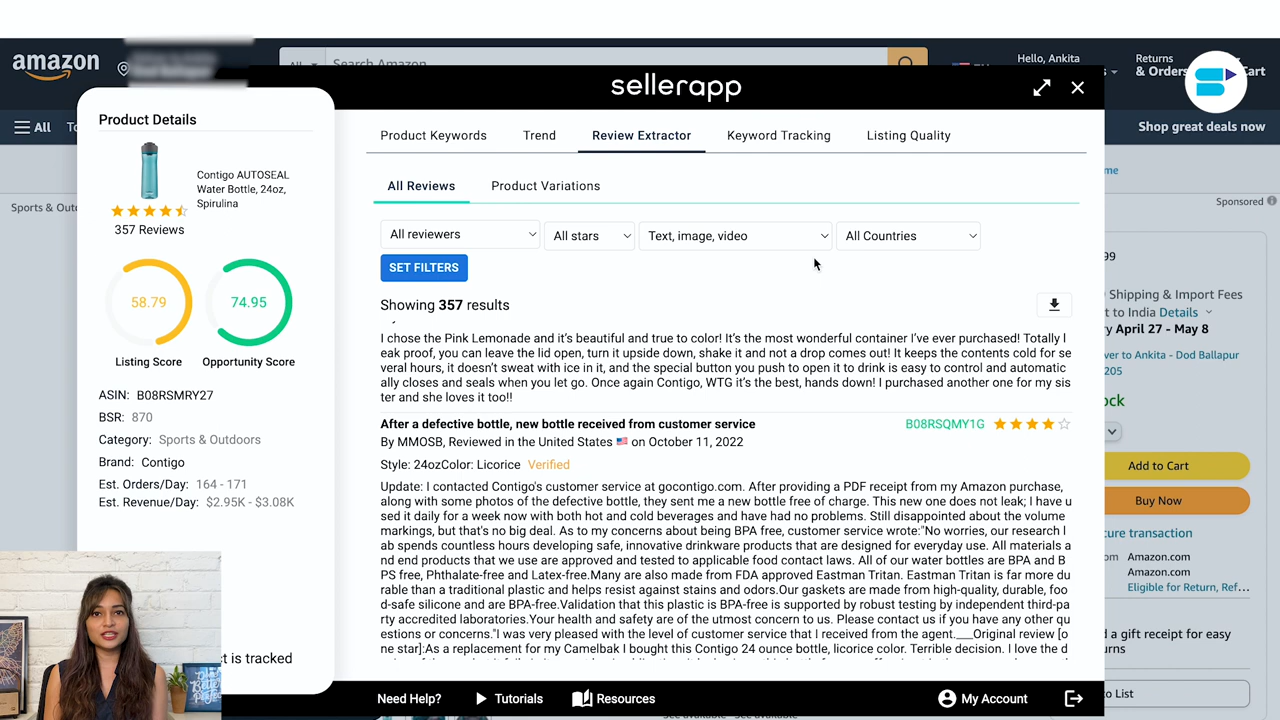 amazon
All
Search Amazon
Hello, Ankita
Returns
& Orders
Cart
All
Shop great deals now
Sponsored
sellerapp
Product Details
Contigo AUTOSEAL
Water Bottle, 24oz,
Spirulina
357 Reviews
58.79
74.95
Listing Score
Opportunity Score
ASIN: B08RSMRY27
BSR: 870
Category: Sports & Outdoors
Brand: Contigo
Est. Orders/Day: 164 - 171
Est. Revenue/Day: $2.95K - $3.08K
t is tracked
Product Keywords
Trend
Review Extractor
Keyword Tracking
Listing Quality
All Reviews
Product Variations
All reviewers
All stars
Text, image, video
All Countries
SET FILTERS
Showing 357 results
I chose the Pink Lemonade and it's beautiful and true to color! It's the most wonderful container I've ever purchased! Totally l
eak proof, you can leave the lid open, turn it upside down, shake it and not a drop comes out! It keeps the contents cold for se
veral hours, it doesn't sweat with ice in it, and the special button you push to open it to drink is easy to control and automatic
ally closes and seals when you let go. Once again Contigo, WTG it's the best, hands down! I purchased another one for my sis
ter and she loves it too!!
After a defective bottle, new bottle received from customer service
B08RSQMY1G
By MMOSB, Reviewed in the United States on October 11, 2022
Style: 24ozColor: Licorice Verified
Update: I contacted Contigo's customer service at gocontigo.com. After providing a PDF receipt from my Amazon purchase,
along with some photos of the defective bottle, they sent me a new bottle free of charge. This new one does not leak; I have u
sed it daily for a week now with both hot and cold beverages and have had no problems. Still disappointed about the volume
markings, but that's no big deal. As to my concerns about being BPA free, customer service wrote:"No worries, our research l
ab spends countless hours developing safe, innovative drinkware products that are designed for everyday use. All materials a
nd end products that we use are approved and tested to applicable food contact laws. All of our water bottles are BPA and B
PS free, Phthalate-free and Latex-free.Many are also made from FDA approved Eastman Tritan. Eastman Tritan is far more du
rable than a traditional plastic and helps resist against stains and odors.Our gaskets are made from high-quality, durable, foo
d-safe silicone and are BPA-free.Validation that this plastic is BPA-free is supported by robust testing by independent third-pa
rty accredited laboratories.Your health and safety are of the utmost concern to us. Please contact us if you have any other qu
estions or concerns."I was very pleased with the level of customer service that I received from the agent.__Original review [o
ne star]:As a replacement for my Camelbak I bought this Contigo 24 ounce bottle, licorice color. Terrible decision. I love the d
Need Help?
Tutorials
Resources
My Account
me
99
Shipping & Import Fees
t to India Details
y April 27 - May 8
ver to Ankita - Dod Ballapur
205
ock
Add to Cart
Buy Now
cure transaction
om Amazon.com
Amazon.com
Eligible for Return, Ref...
d a gift receipt for easy
urns
o List